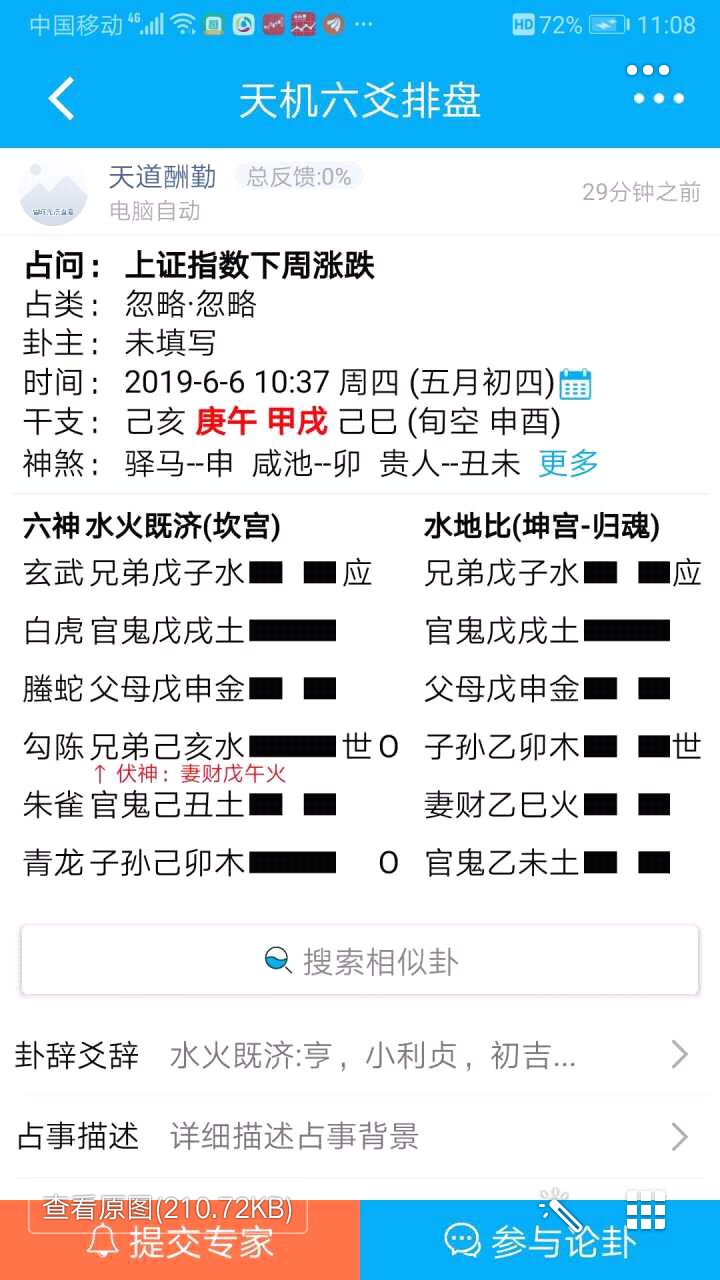 中国移动 4G HD 72% 11:08
天机六爻排盘
天道酬勤 总反馈:0%
电脑自动
29分钟之前
占问： 上证指数下周涨跌
占类： 忽略·忽略
卦主： 未填写
时间： 2019-6-6 10:37 周四 (五月初四)
干支： 己亥 庚午 甲戌 己巳 (旬空 申酉)
神煞： 驿马--申 咸池--卯 贵人--丑未 更多
六神 水火既济(坎宫) 水地比(坤宫-归魂)
玄武 兄弟戊子水 应 兄弟戊子水 应
白虎 官鬼戊戌土 官鬼戊戌土
螣蛇 父母戊申金 父母戊申金
勾陈 兄弟己亥水 世 O 子孙乙卯木 世
↑ 伏神：妻财戊午火
朱雀 官鬼己丑土 妻财乙巳火
青龙 子孙己卯木 O 官鬼乙未土
搜索相似卦
卦辞爻辞 水火既济:亨，小利贞，初吉...
占事描述 详细描述占事背景
查看原图(210.72KB)
提交专家 参与论卦